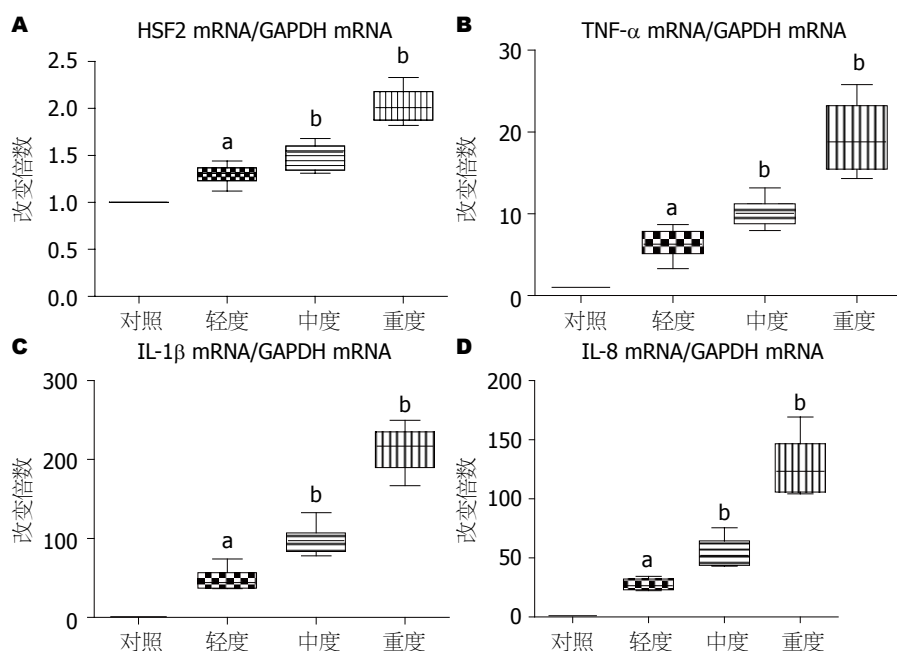 A
HSF2 mRNA/GAPDH mRNA
改变倍数
2.5
2.0
1.5
1.0
0.5
0.0
a
b
b
对照
轻度
中度
重度
B
TNF-α mRNA/GAPDH mRNA
改变倍数
30
20
10
0
a
b
b
对照
轻度
中度
重度
C
IL-1β mRNA/GAPDH mRNA
改变倍数
300
200
100
0
a
b
b
对照
轻度
中度
重度
D
IL-8 mRNA/GAPDH mRNA
改变倍数
200
150
100
50
0
a
b
b
对照
轻度
中度
重度